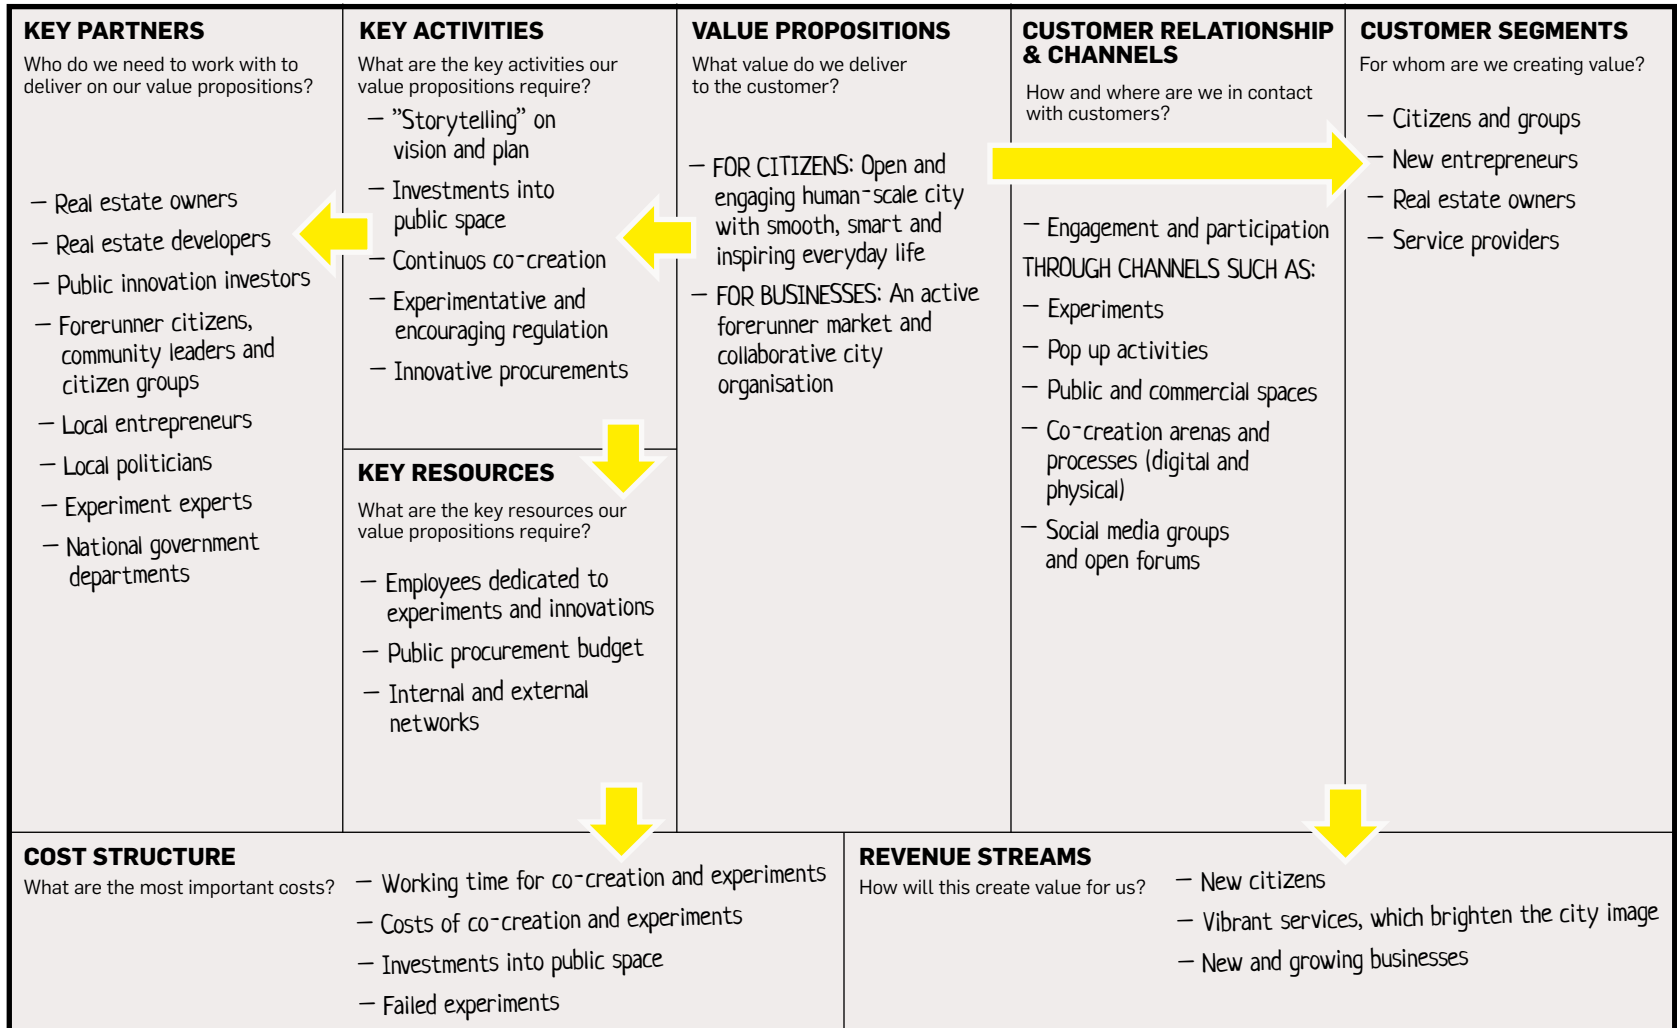 KEY PARTNERS
Who do we need to work with to
deliver on our value propositions?
– Real estate owners
– Real estate developers
– Public innovation investors
– Forerunner citizens,
community leaders and
citizen groups
– Local entrepreneurs
– Local politicians
– Experiment experts
– National government
departments
KEY ACTIVITIES
What are the key activities our
value propositions require?
– ”Storytelling” on
vision and plan
– Investments into
public space
– Continuos co-creation
– Experimentative and
encouraging regulation
– Innovative procurements
KEY RESOURCES
What are the key resources our
value propositions require?
– Employees dedicated to
experiments and innovations
– Public procurement budget
– Internal and external
networks
VALUE PROPOSITIONS
What value do we deliver
to the customer?
– FOR CITIZENS: Open and
engaging human-scale city
with smooth, smart and
inspiring everyday life
– FOR BUSINESSES: An active
forerunner market and
collaborative city
organisation
CUSTOMER RELATIONSHIP
& CHANNELS
How and where are we in contact
with customers?
– Engagement and participation
THROUGH CHANNELS SUCH AS:
– Experiments
– Pop up activities
– Public and commercial spaces
– Co-creation arenas and
processes (digital and
physical)
– Social media groups
and open forums
CUSTOMER SEGMENTS
For whom are we creating value?
– Citizens and groups
– New entrepreneurs
– Real estate owners
– Service providers
COST STRUCTURE
What are the most important costs?
– Working time for co-creation and experiments
– Costs of co-creation and experiments
– Investments into public space
– Failed experiments
REVENUE STREAMS
How will this create value for us?
– New citizens
– Vibrant services, which brighten the city image
– New and growing businesses